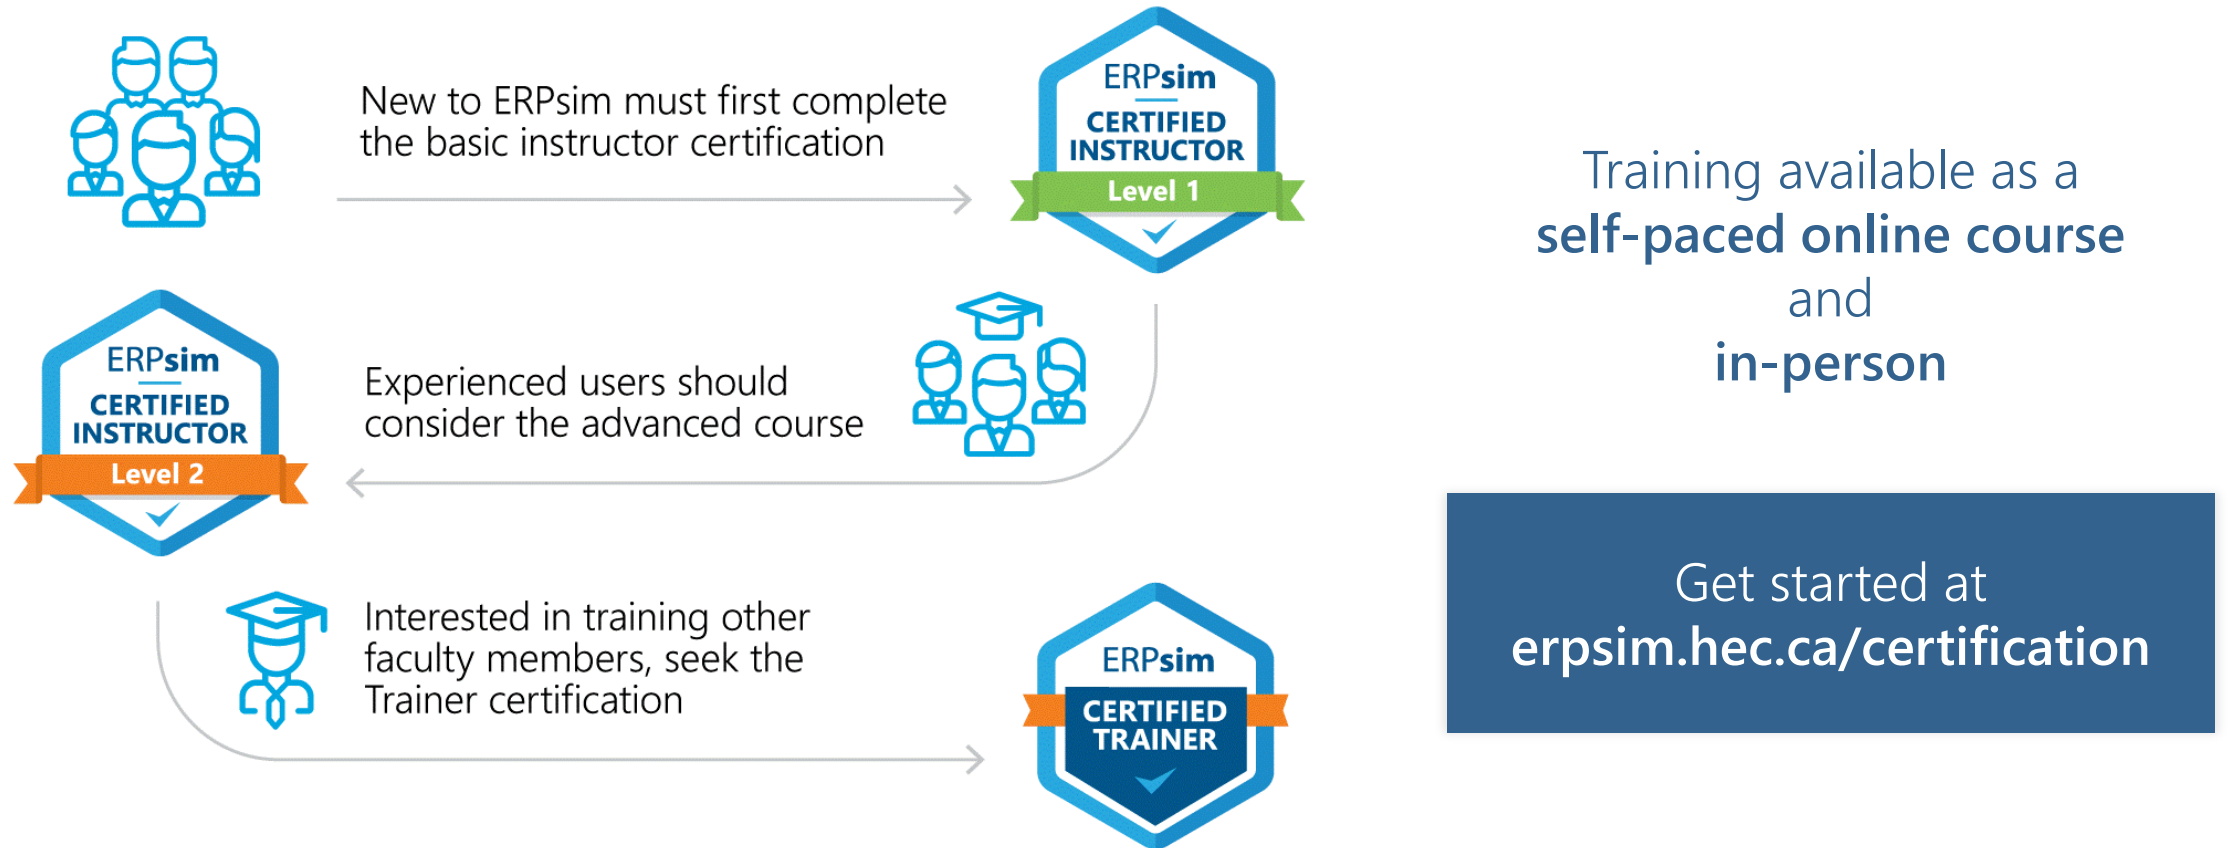 New to ERPsim must first complete
the basic instructor certification
ERPsim
CERTIFIED
INSTRUCTOR
Level 1
ERPsim
CERTIFIED
INSTRUCTOR
Level 2
Experienced users should
consider the advanced course
Interested in training other
faculty members, seek the
Trainer certification
ERPsim
CERTIFIED
TRAINER
Training available as a
self-paced online course
and
in-person
Get started at
erpsim.hec.ca/certification